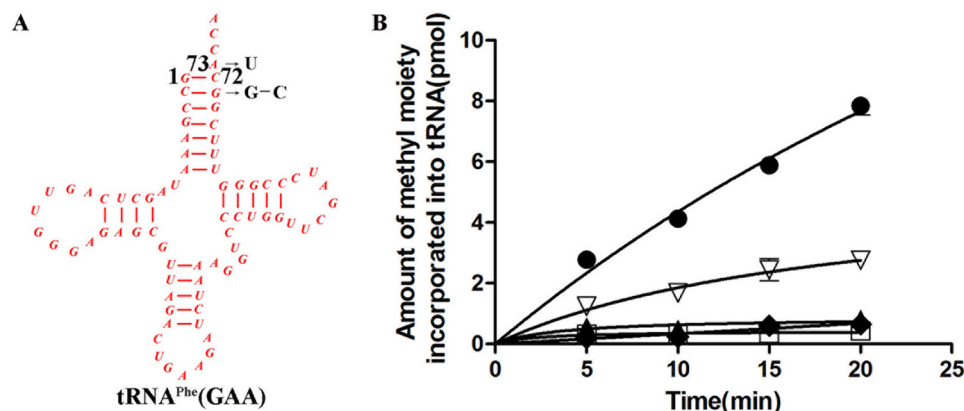 A
B
A
C
C
73 A → U
1 G C 72
C G → G – C
C G
G C
A U
A U
A U
U G A C U C G A U
G G G C C C U A G
G G G A G A G C G
C C U G G U U C
tRNA^Phe(GAA)
Amount of methyl moiety
incorporated into tRNA(pmol)
10
8
6
4
2
0
0
5
10
15
20
25
Time(min)